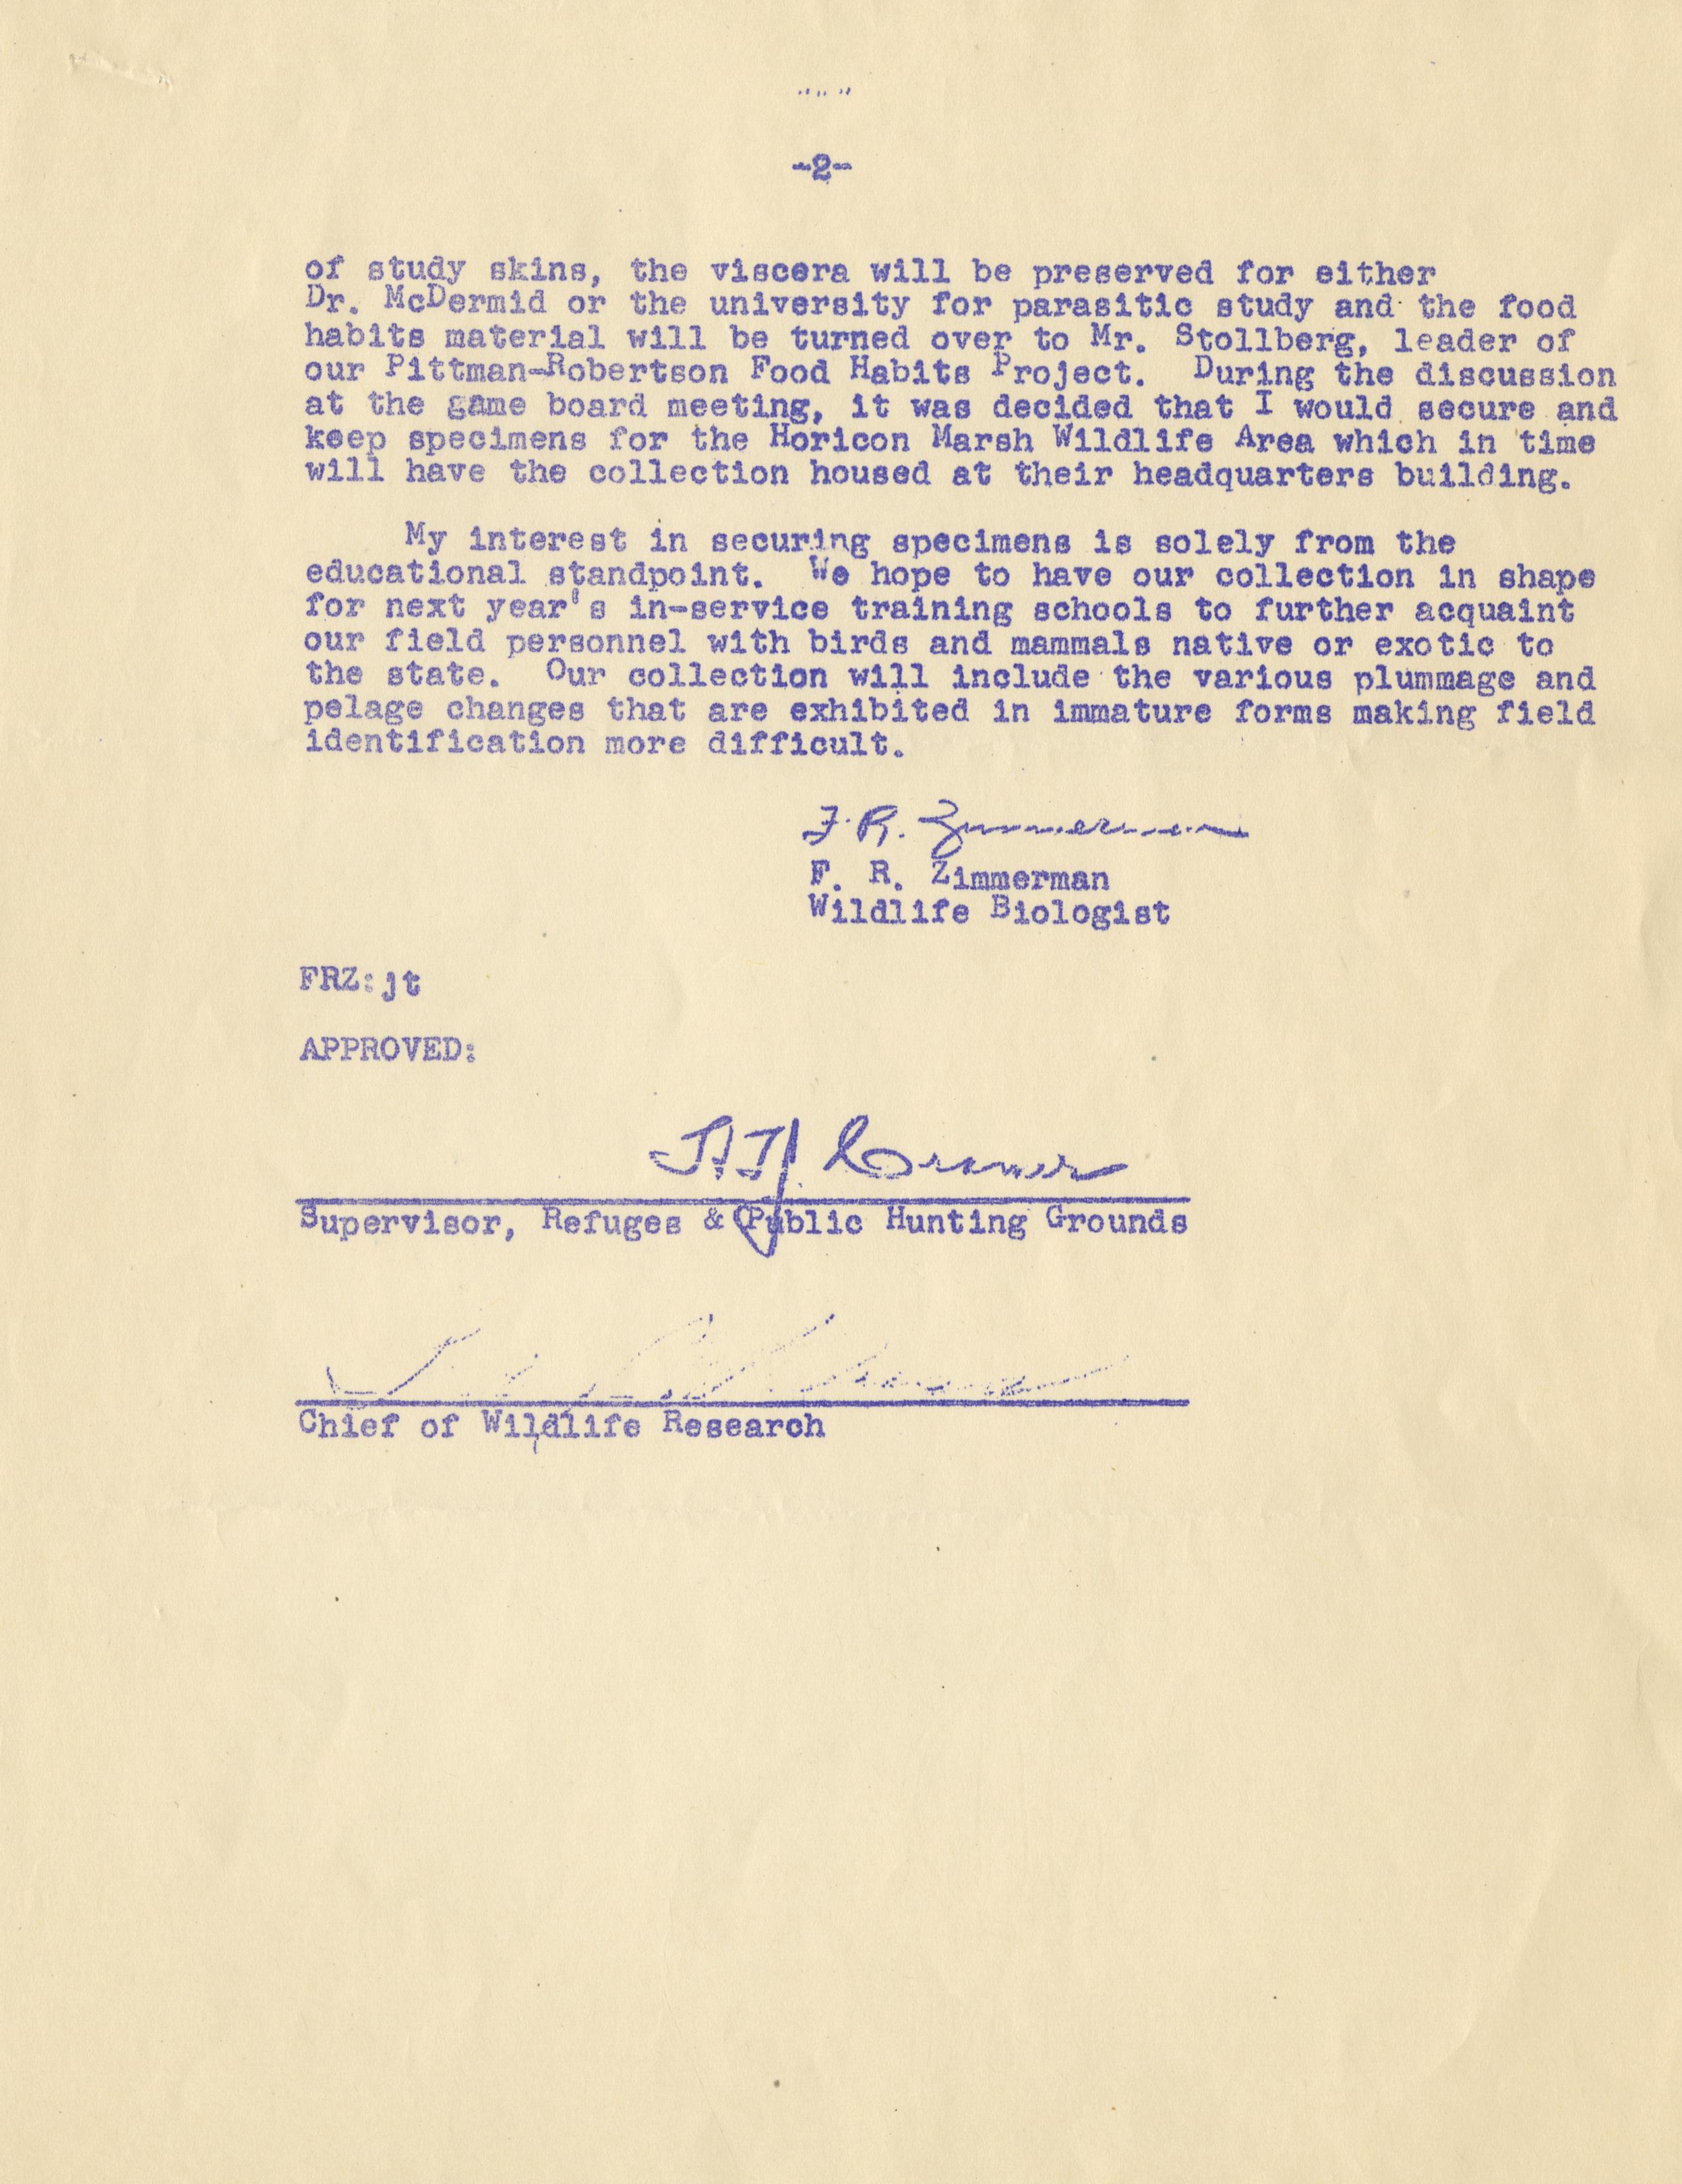 -2-
of study skins, the viscera will be preserved for either
Dr. McDermid or the university for parasitic study and the food
habits material will be turned over to Mr. Stollberg, leader of
our Pittman-Robertson Food Habits Project. During the discussion
at the game board meeting, it was decided that I would secure and
keep specimens for the Horicon Marsh Wildlife Area which in time
will have the collection housed at their headquarters building.
My interest in securing specimens is solely from the
educational standpoint. We hope to have our collection in shape
for next year's in-service training schools to further acquaint
our field personnel with birds and mammals native or exotic to
the state. Our collection will include the various plummage and
pelage changes that are exhibited in immature forms making field
identification more difficult.
F. R. Zimmerman
F. R. Zimmerman
Wildlife Biologist
FRZ:jt
APPROVED:
Supervisor, Refuges & Public Hunting Grounds
Chief of Wildlife Research